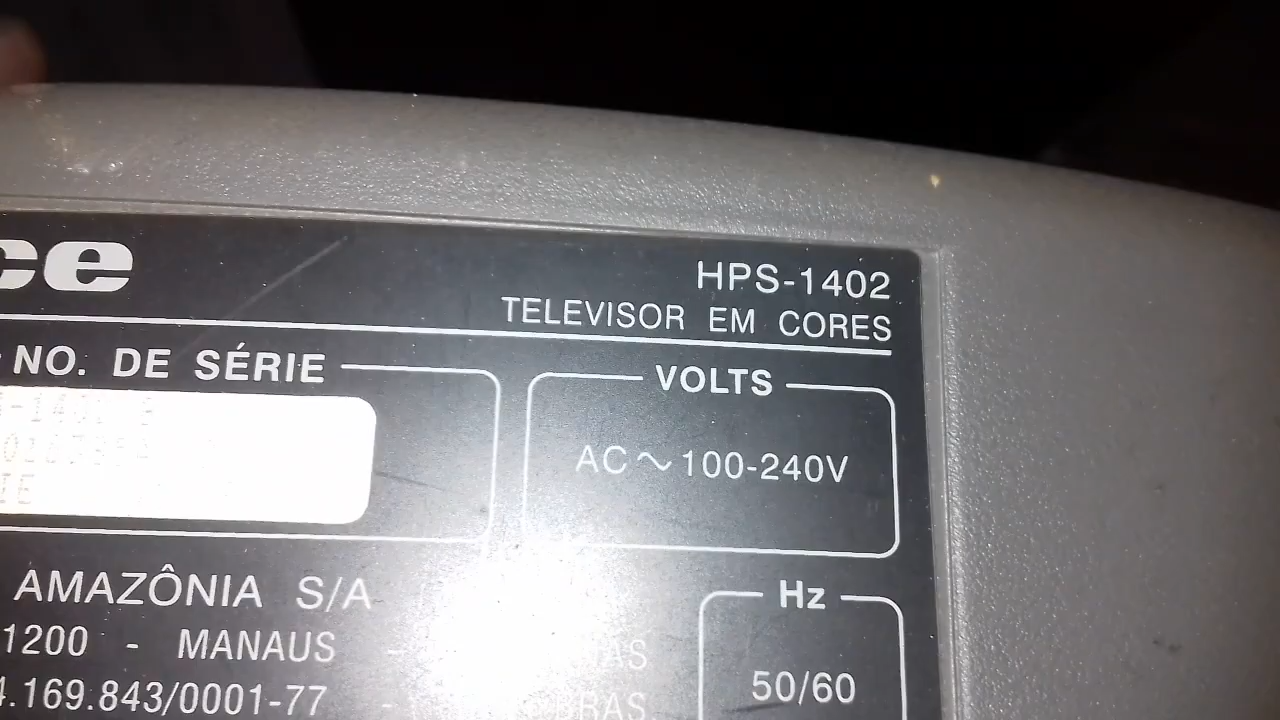 ce
HPS-1402
TELEVISOR EM CORES
NO. DE SÉRIE
VOLTS
AC ~ 100-240V
AMAZÔNIA S/A
Hz
1200 - MANAUS -
50/60
.169.843/0001-77 -